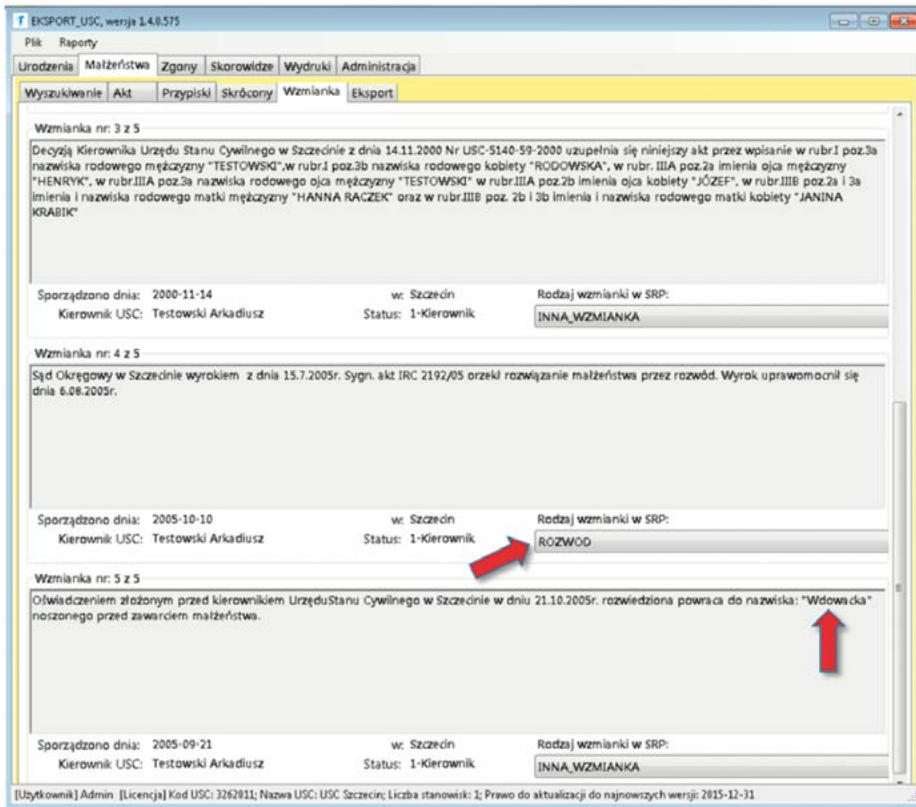 EKSPORT_USC, wersja 1.4.0.575
Plik Raporty
Urodzenia Małżeństwa Zgony Skorowidze Wydruki Administracja
Wyszukiwanie Akt Przypiski Skrócony Wzmianka Eksport
Wzmianka nr: 3 z 5
Decyzją Kierownika Urzędu Stanu Cywilnego w Szczecinie z dnia 14.11.2000 Nr USC-5140-59-2000 uzupełnia się niniejszy akt przez wpisanie w rubr.I poz.3a
nazwiska rodowego mężczyzny "TESTOWSKI",w rubr.I poz.3b nazwiska rodowego kobiety "RODOWSKA", w rubr. IIIA poz.2a imienia ojca mężczyzny
"HENRYK", w rubr.IIIA poz.3a nazwiska rodowego ojca mężczyzny "TESTOWSKI" w rubr.IIIA poz.2b imienia ojca kobiety "JÓZEF", w rubr.IIIB poz.2a i 3a
imienia i nazwiska rodowego matki mężczyzny "HANNA RACZEK" oraz w rubr.IIIB poz. 2b i 3b imienia i nazwiska rodowego matki kobiety "JANINA
KRABIK"
Sporządzono dnia: 2000-11-14 w: Szczecin Rodzaj wzmianki w SRP:
Kierownik USC: Testowski Arkadiusz Status: 1-Kierownik INNA_WZMIANKA
Wzmianka nr: 4 z 5
Sąd Okręgowy w Szczecinie wyrokiem z dnia 15.7.2005r. Sygn. akt IRC 2192/05 orzekł rozwiązanie małżeństwa przez rozwód. Wyrok uprawomocnił się
dnia 6.08.2005r.
Sporządzono dnia: 2005-10-10 w: Szczecin Rodzaj wzmianki w SRP:
Kierownik USC: Testowski Arkadiusz Status: 1-Kierownik ROZWOD
Wzmianka nr: 5 z 5
Oświadczeniem złożonym przed kierownikiem UrzęduStanu Cywilnego w Szczecinie w dniu 21.10.2005r. rozwiedziona powraca do nazwiska: "Wdowacka"
noszonego przed zawarciem małżeństwa.
Sporządzono dnia: 2005-09-21 w: Szczecin Rodzaj wzmianki w SRP:
Kierownik USC: Testowski Arkadiusz Status: 1-Kierownik INNA_WZMIANKA
[Użytkownik] Admin [Licencja] Kod USC: 3262011; Nazwa USC: USC Szczecin; Liczba stanowisk: 1; Prawo do aktualizacji do najnowszych wersji: 2015-12-31